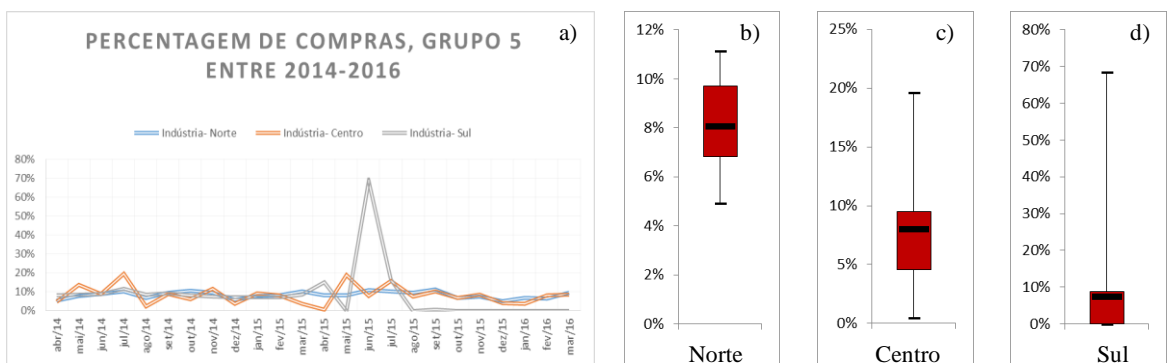 PERCENTAGEM DE COMPRAS, GRUPO 5
ENTRE 2014-2016
a)
Indústria- Norte Indústria- Centro Indústria- Sul
80%
70%
60%
50%
40%
30%
20%
10%
0%
abr/14 mai/14 jun/14 jul/14 ago/14 set/14 out/14 nov/14 dez/14 jan/15 fev/15 mar/15 abr/15 mai/15 jun/15 jul/15 ago/15 set/15 out/15 nov/15 dez/15 jan/16 fev/16 mar/16
b)
12%
10%
8%
6%
4%
2%
0%
Norte
c)
25%
20%
15%
10%
5%
0%
Centro
d)
80%
70%
60%
50%
40%
30%
20%
10%
0%
Sul